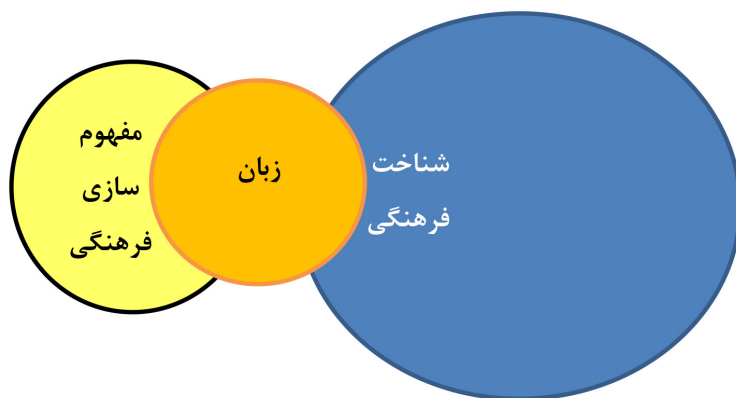 مفهوم
سازی
فرهنگی
زبان
شناخت
فرهنگی